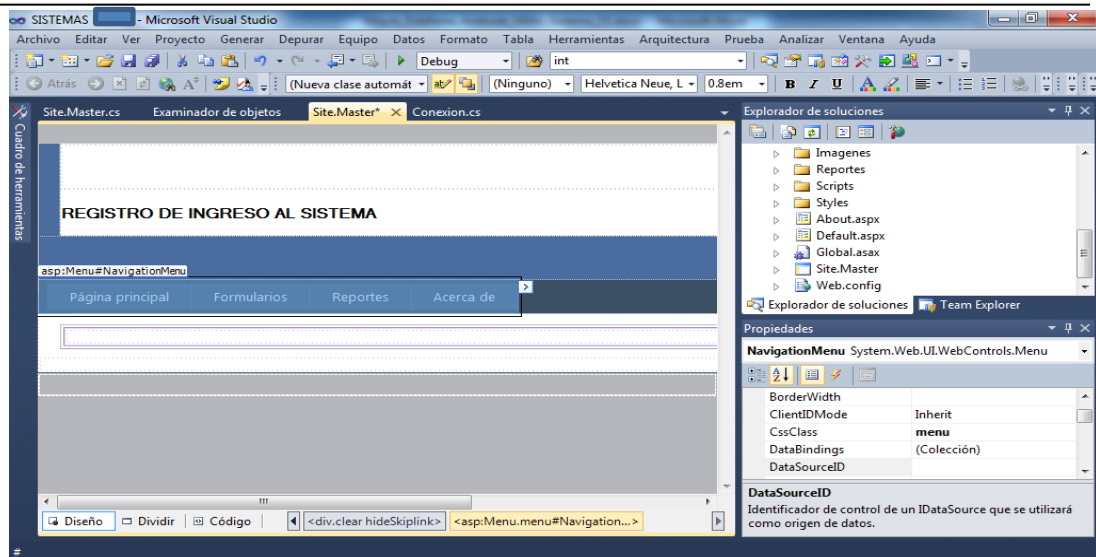 SISTEMAS - Microsoft Visual Studio
Archivo Editar Ver Proyecto Generar Depurar Equipo Datos Formato Tabla Herramientas Arquitectura Prueba Analizar Ventana Ayuda
Debug int
Atrás (Nueva clase automát (Ninguno) Helvetica Neue, L 0.8em B I U A
Site.Master.cs Examinador de objetos Site.Master* Conexion.cs
Cuadro de herramientas
REGISTRO DE INGRESO AL SISTEMA
asp:Menu#NavigationMenu
Página principal Formularios Reportes Acerca de
Diseño Dividir Código <div.clear hideSkiplink> <asp:Menu.menu#Navigation...>
Explorador de soluciones
Imagenes
Reportes
Scripts
Styles
About.aspx
Default.aspx
Global.asax
Site.Master
Web.config
Explorador de soluciones Team Explorer
Propiedades
NavigationMenu System.Web.UI.WebControls.Menu
BorderWidth
ClientIDMode Inherit
CssClass menu
DataBindings (Colección)
DataSourceID
DataSourceID
Identificador de control de un IDataSource que se utilizará
como origen de datos.